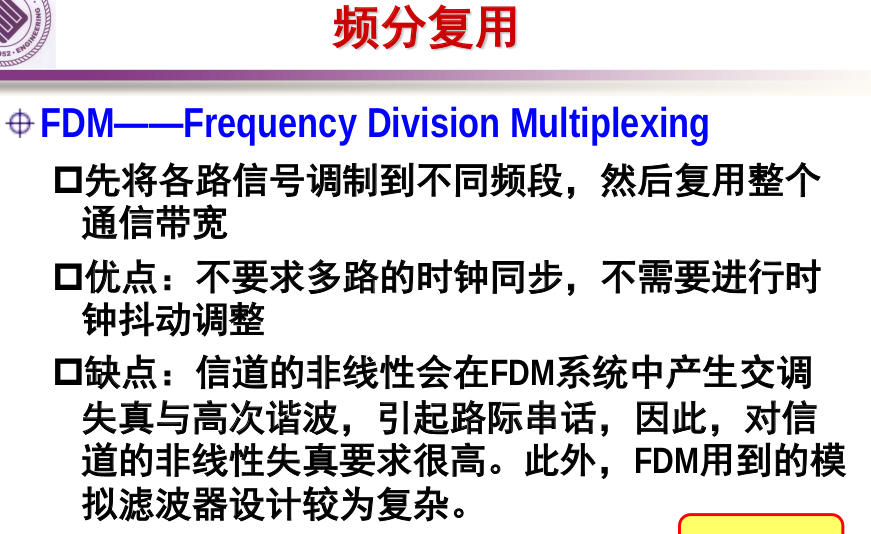 频分复用
FDM——Frequency Division Multiplexing
先将各路信号调制到不同频段，然后复用整个
通信带宽
优点：不要求多路的时钟同步，不需要进行时
钟抖动调整
缺点：信道的非线性会在FDM系统中产生交调
失真与高次谐波，引起路际串话，因此，对信
道的非线性失真要求很高。此外，FDM用到的模
拟滤波器设计较为复杂。